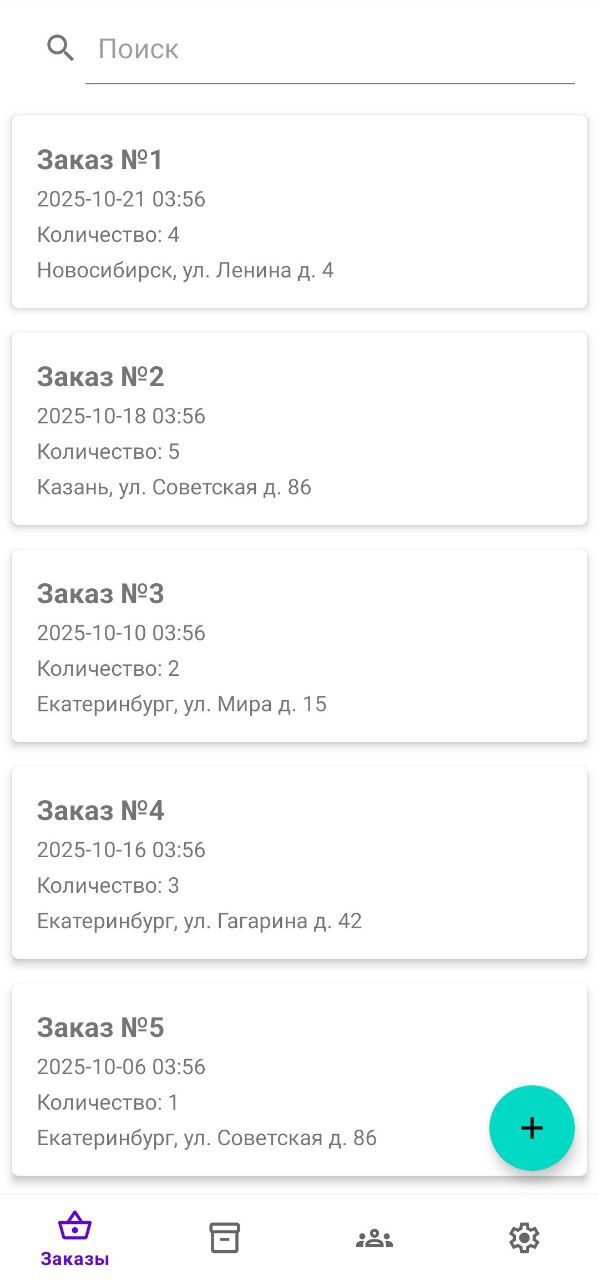 Поиск
Заказ №1
2025-10-21 03:56
Количество: 4
Новосибирск, ул. Ленина д. 4
Заказ №2
2025-10-18 03:56
Количество: 5
Казань, ул. Советская д. 86
Заказ №3
2025-10-10 03:56
Количество: 2
Екатеринбург, ул. Мира д. 15
Заказ №4
2025-10-16 03:56
Количество: 3
Екатеринбург, ул. Гагарина д. 42
Заказ №5
2025-10-06 03:56
Количество: 1
Екатеринбург, ул. Советская д. 86
Заказы